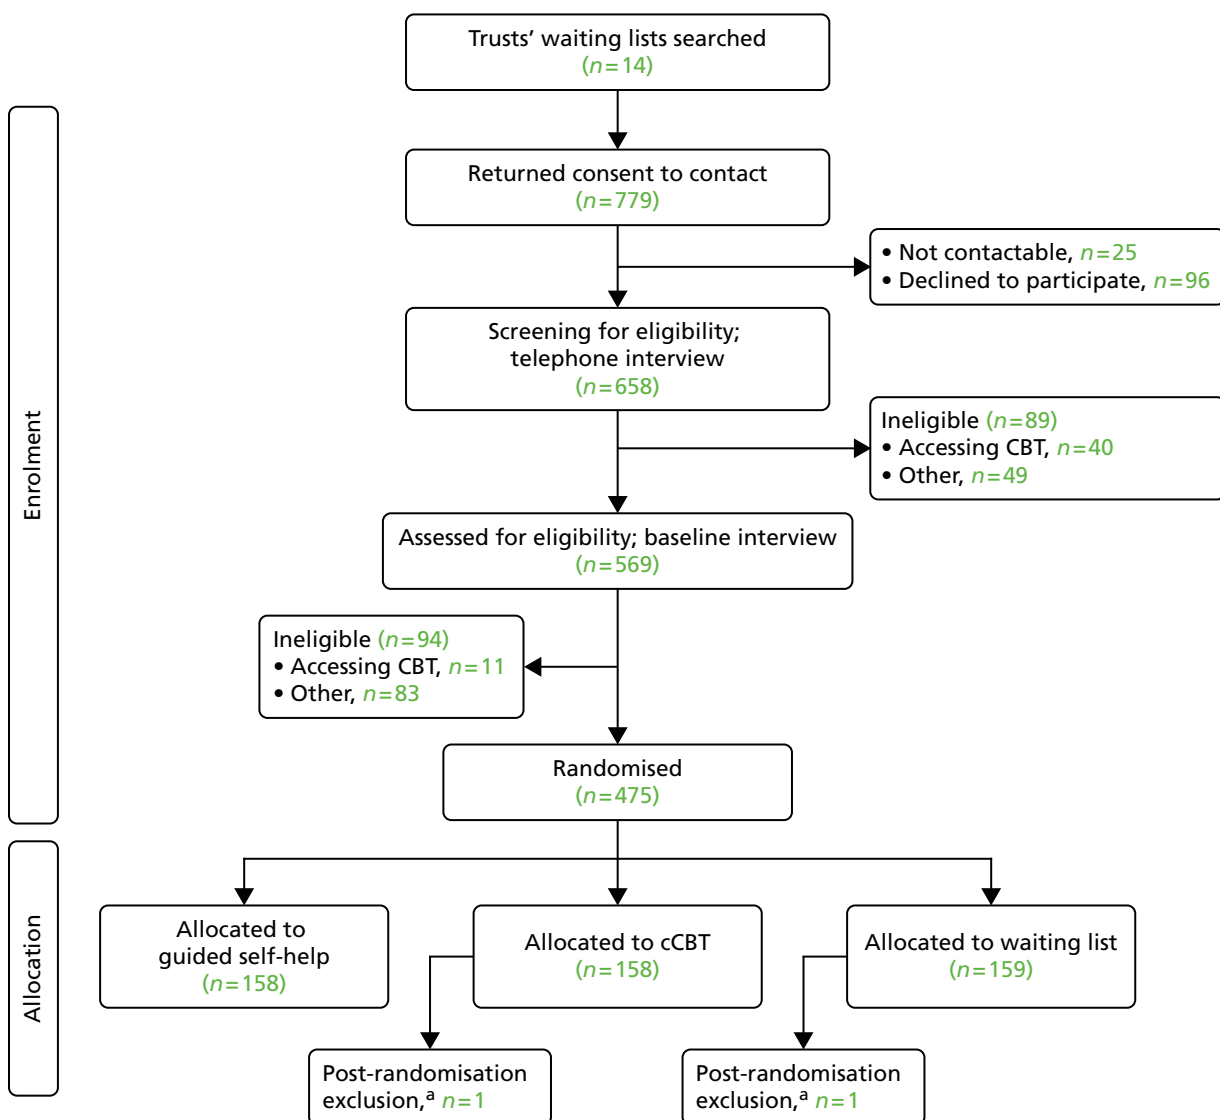 Trusts' waiting lists searched
(n=14)
Enrolment
Returned consent to contact
(n=779)
• Not contactable, n=25
• Declined to participate, n=96
Screening for eligibility;
telephone interview
(n=658)
Ineligible (n=89)
• Accessing CBT, n=40
• Other, n=49
Assessed for eligibility; baseline interview
(n=569)
Ineligible (n=94)
• Accessing CBT, n=11
• Other, n=83
Randomised
(n=475)
Allocation
Allocated to
guided self-help
(n=158)
Allocated to cCBT
(n=158)
Allocated to waiting list
(n=159)
Post-randomisation
exclusion,ᵃ n=1
Post-randomisation
exclusion,ᵃ n=1